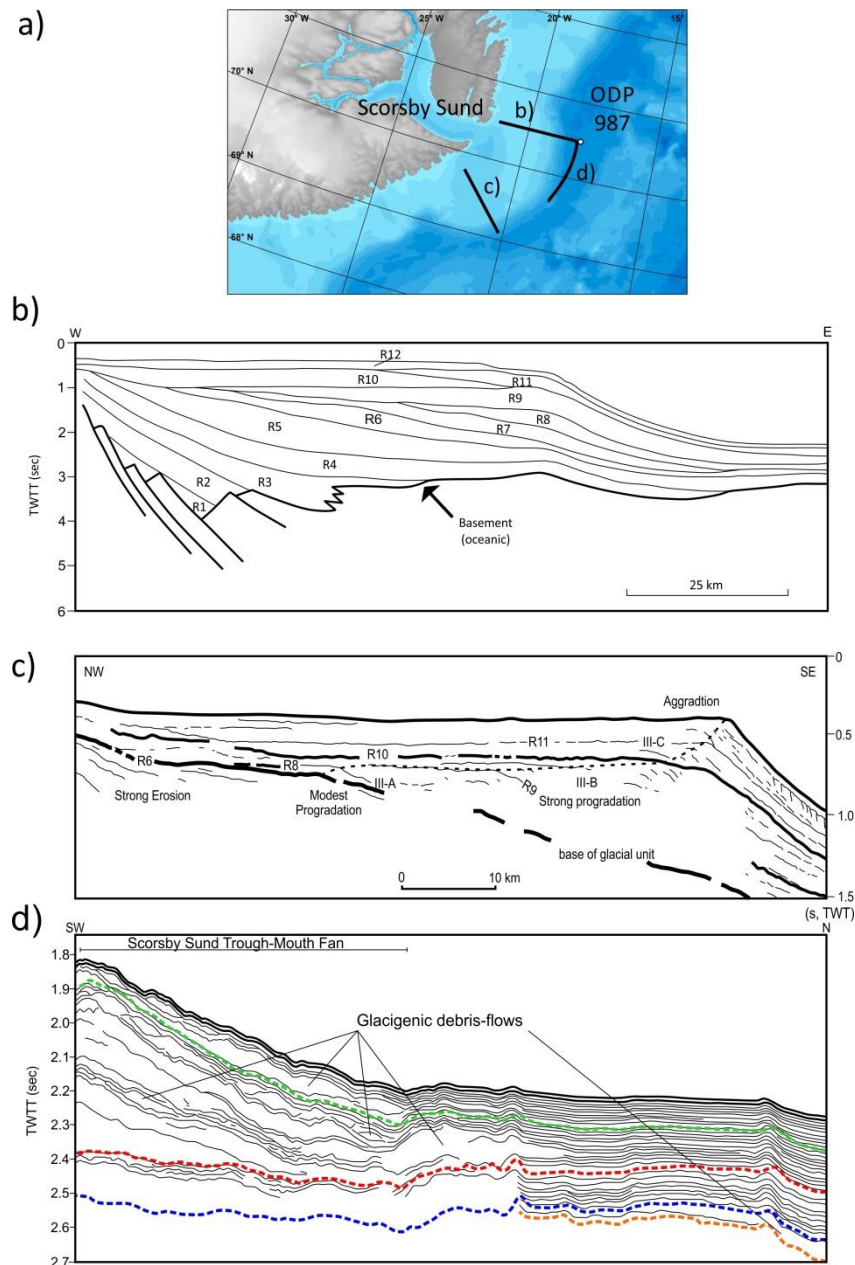 a)
30° W
25° W
20° W
15°
70° N
69° N
68° N
Scorsby Sund
ODP
987
b)
c)
d)
b)
W
E
0
1
2
3
4
5
6
TWTT (sec)
R12
R10
R11
R9
R6
R8
R5
R7
R4
R2
R3
R1
Basement
(oceanic)
25 km
c)
NW
SE
0
0.5
1.0
1.5
(s, TWT)
Aggradtion
R11
III-C
R10
R6
R8
III-A
R9
III-B
Strong Erosion
Modest
Progradation
Strong progradation
base of glacial unit
0
10 km
d)
SW
N
Scorsby Sund Trough-Mouth Fan
Glacigenic debris-flows
1.8
1.9
2.0
2.1
2.2
2.3
2.4
2.5
2.6
2.7
TWTT (sec)